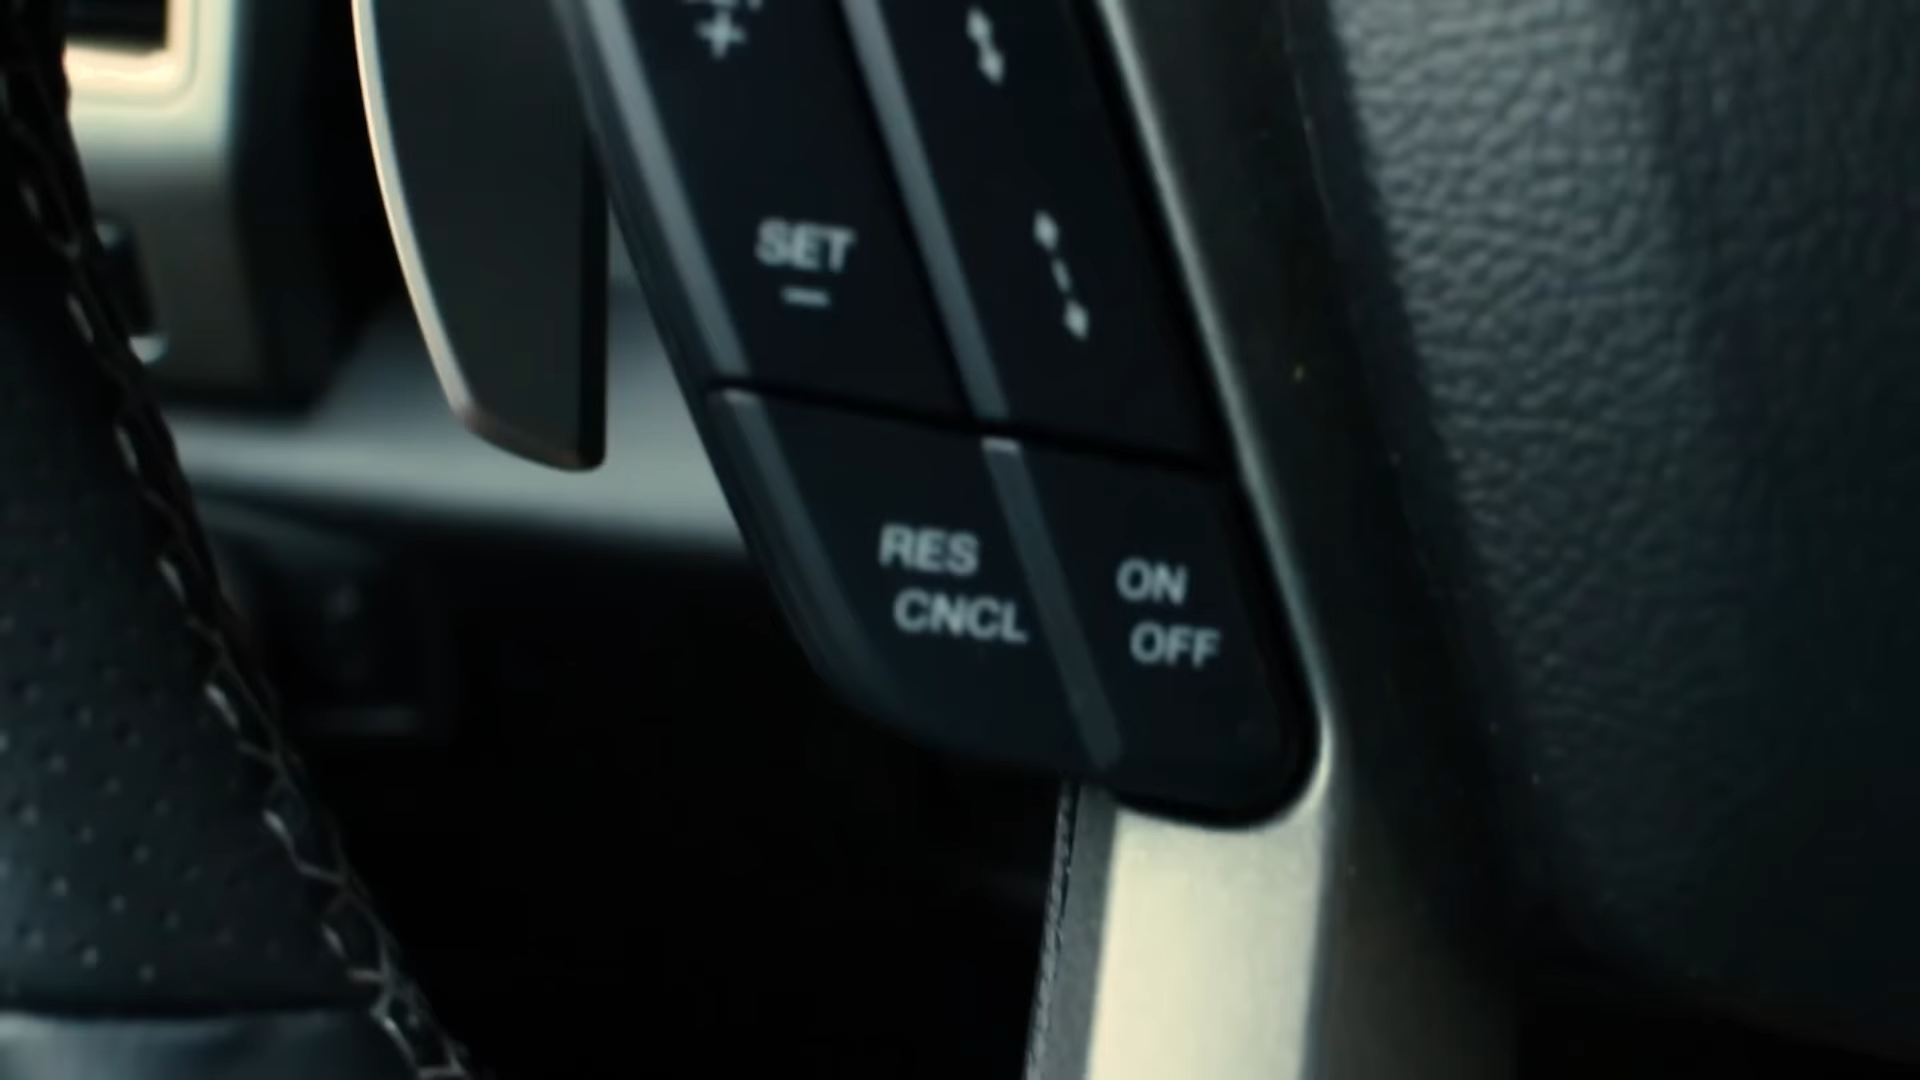 +
SET
–
RES
CNCL
ON
OFF